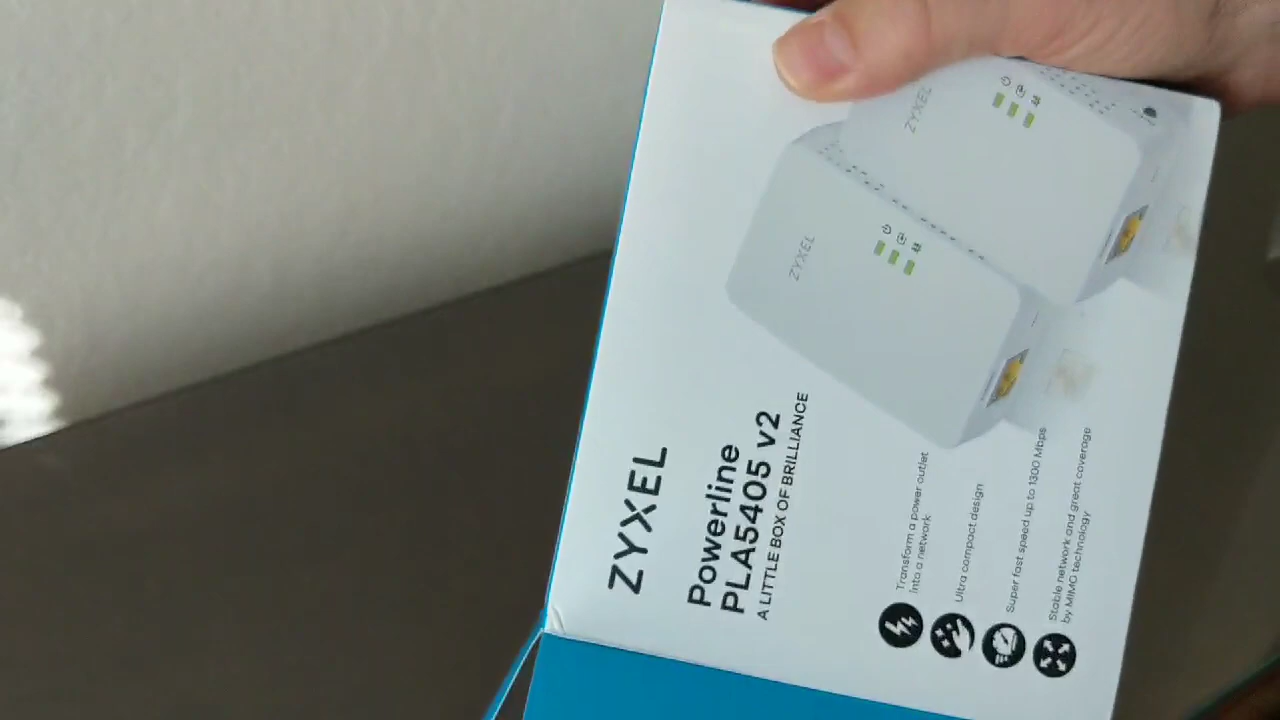 ZYXEL
Powerline
PLA5405 v2
A LITTLE BOX OF BRILLIANCE
Transform a power outlet
into a network
Ultra compact design
Super fast speed up to 1300 Mbps
Stable network and great coverage
by MIMO technology
ZYXEL
ZYXEL